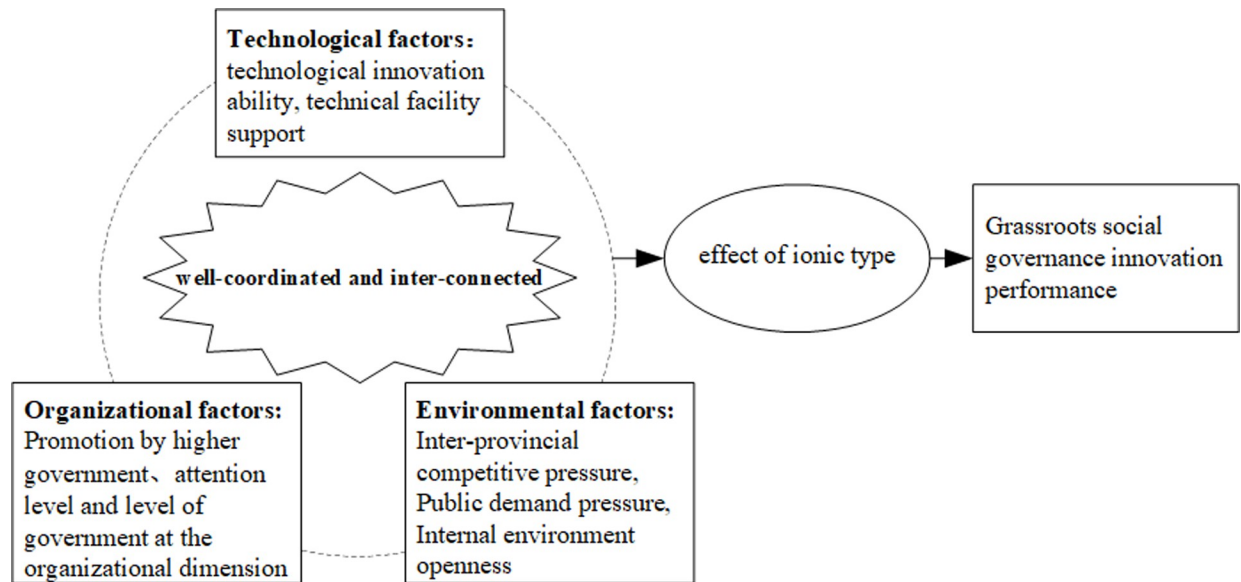 Technological factors：
technological innovation
ability, technical facility
support
well-coordinated and inter-connected
effect of ionic type
Grassroots social
governance innovation
performance
Organizational factors:
Promotion by higher
government、attention
level and level of
government at the
organizational dimension
Environmental factors:
Inter-provincial
competitive pressure,
Public demand pressure,
Internal environment
openness